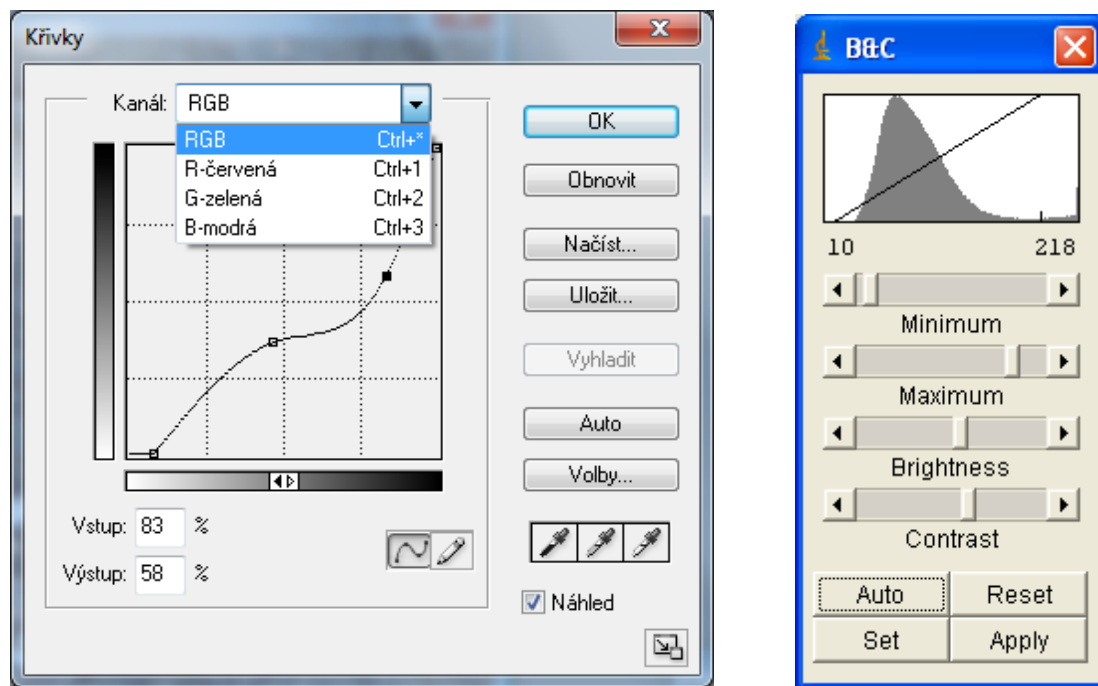 Křivky
Kanál: RGB
RGB Ctrl+*
R-červená Ctrl+1
G-zelená Ctrl+2
B-modrá Ctrl+3
OK
Obnovit
Načíst...
Uložit...
Vyhladit
Auto
Volby...
Vstup: 83 %
Výstup: 58 %
Náhled
B&C
10 218
Minimum
Maximum
Brightness
Contrast
Auto Reset
Set Apply